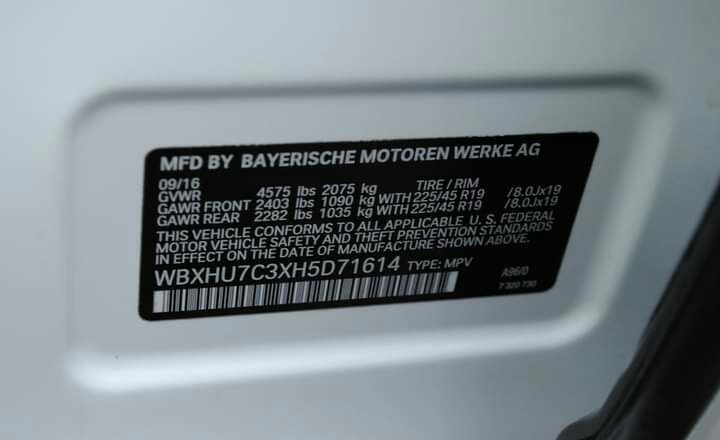 MFD BY BAYERISCHE MOTOREN WERKE AG
09/16
GVWR 4575 lbs 2075 kg TIRE / RIM
GAWR FRONT 2403 lbs 1090 kg WITH 225/45 R19 /8.0Jx19
GAWR REAR 2282 lbs 1035 kg WITH 225/45 R19 /8.0Jx19
THIS VEHICLE CONFORMS TO ALL APPLICABLE U. S. FEDERAL
MOTOR VEHICLE SAFETY AND THEFT PREVENTION STANDARDS
IN EFFECT ON THE DATE OF MANUFACTURE SHOWN ABOVE.
WBXHU7C3XH5D71614 TYPE: MPV A96/0
7 320 730